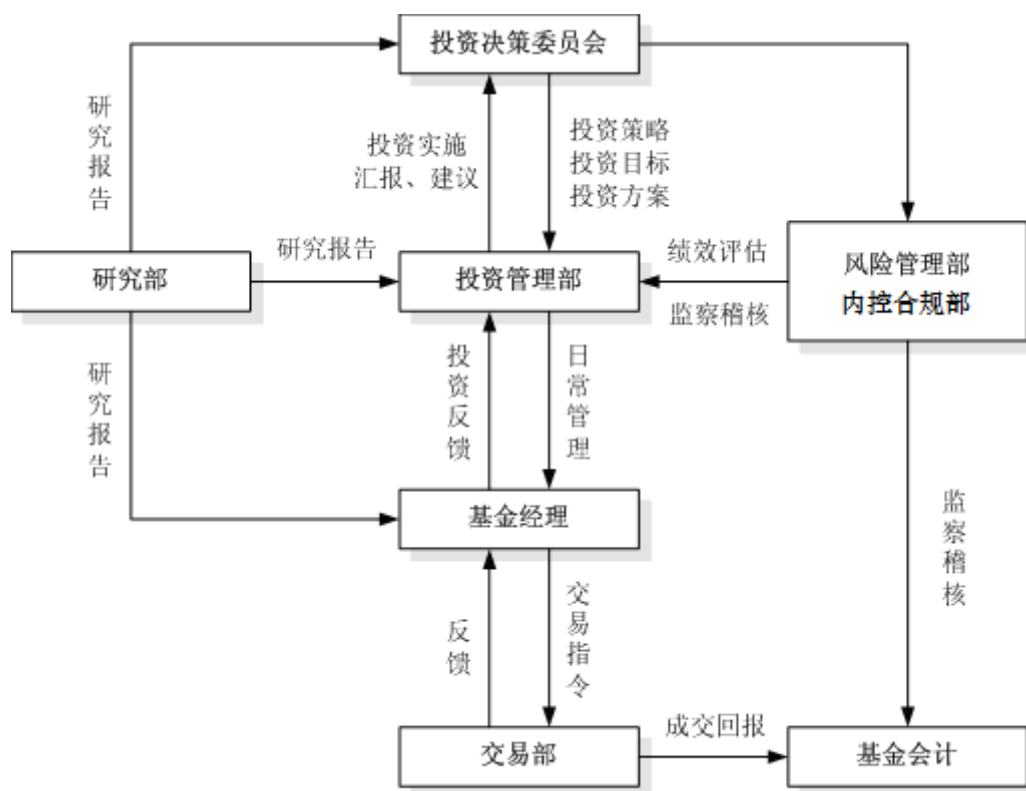 投资决策委员会
研究报告
投资实施
汇报、建议
投资策略
投资目标
投资方案
研究部
研究报告
投资管理部
绩效评估
监察稽核
风险管理部
内控合规部
研究报告
投资反馈
日常管理
基金经理
监察稽核
反馈
交易指令
交易部
成交回报
基金会计